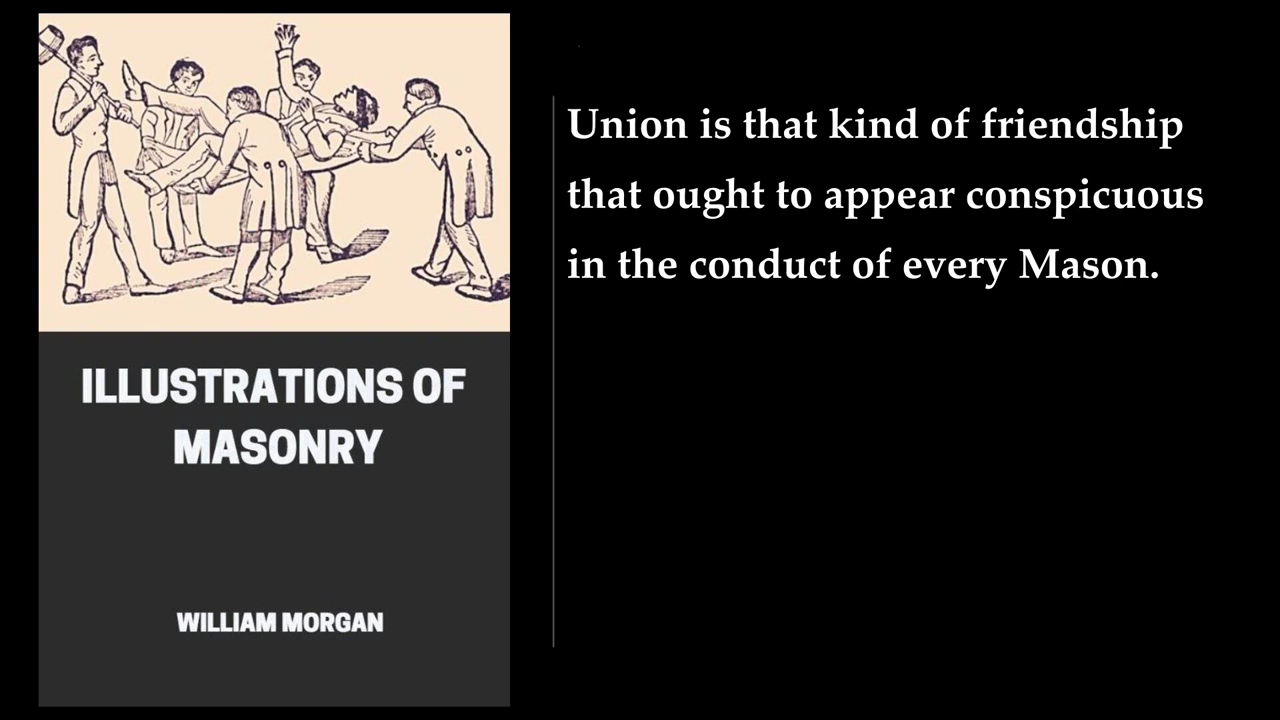 ILLUSTRATIONS OF
MASONRY
WILLIAM MORGAN
Union is that kind of friendship
that ought to appear conspicuous
in the conduct of every Mason.